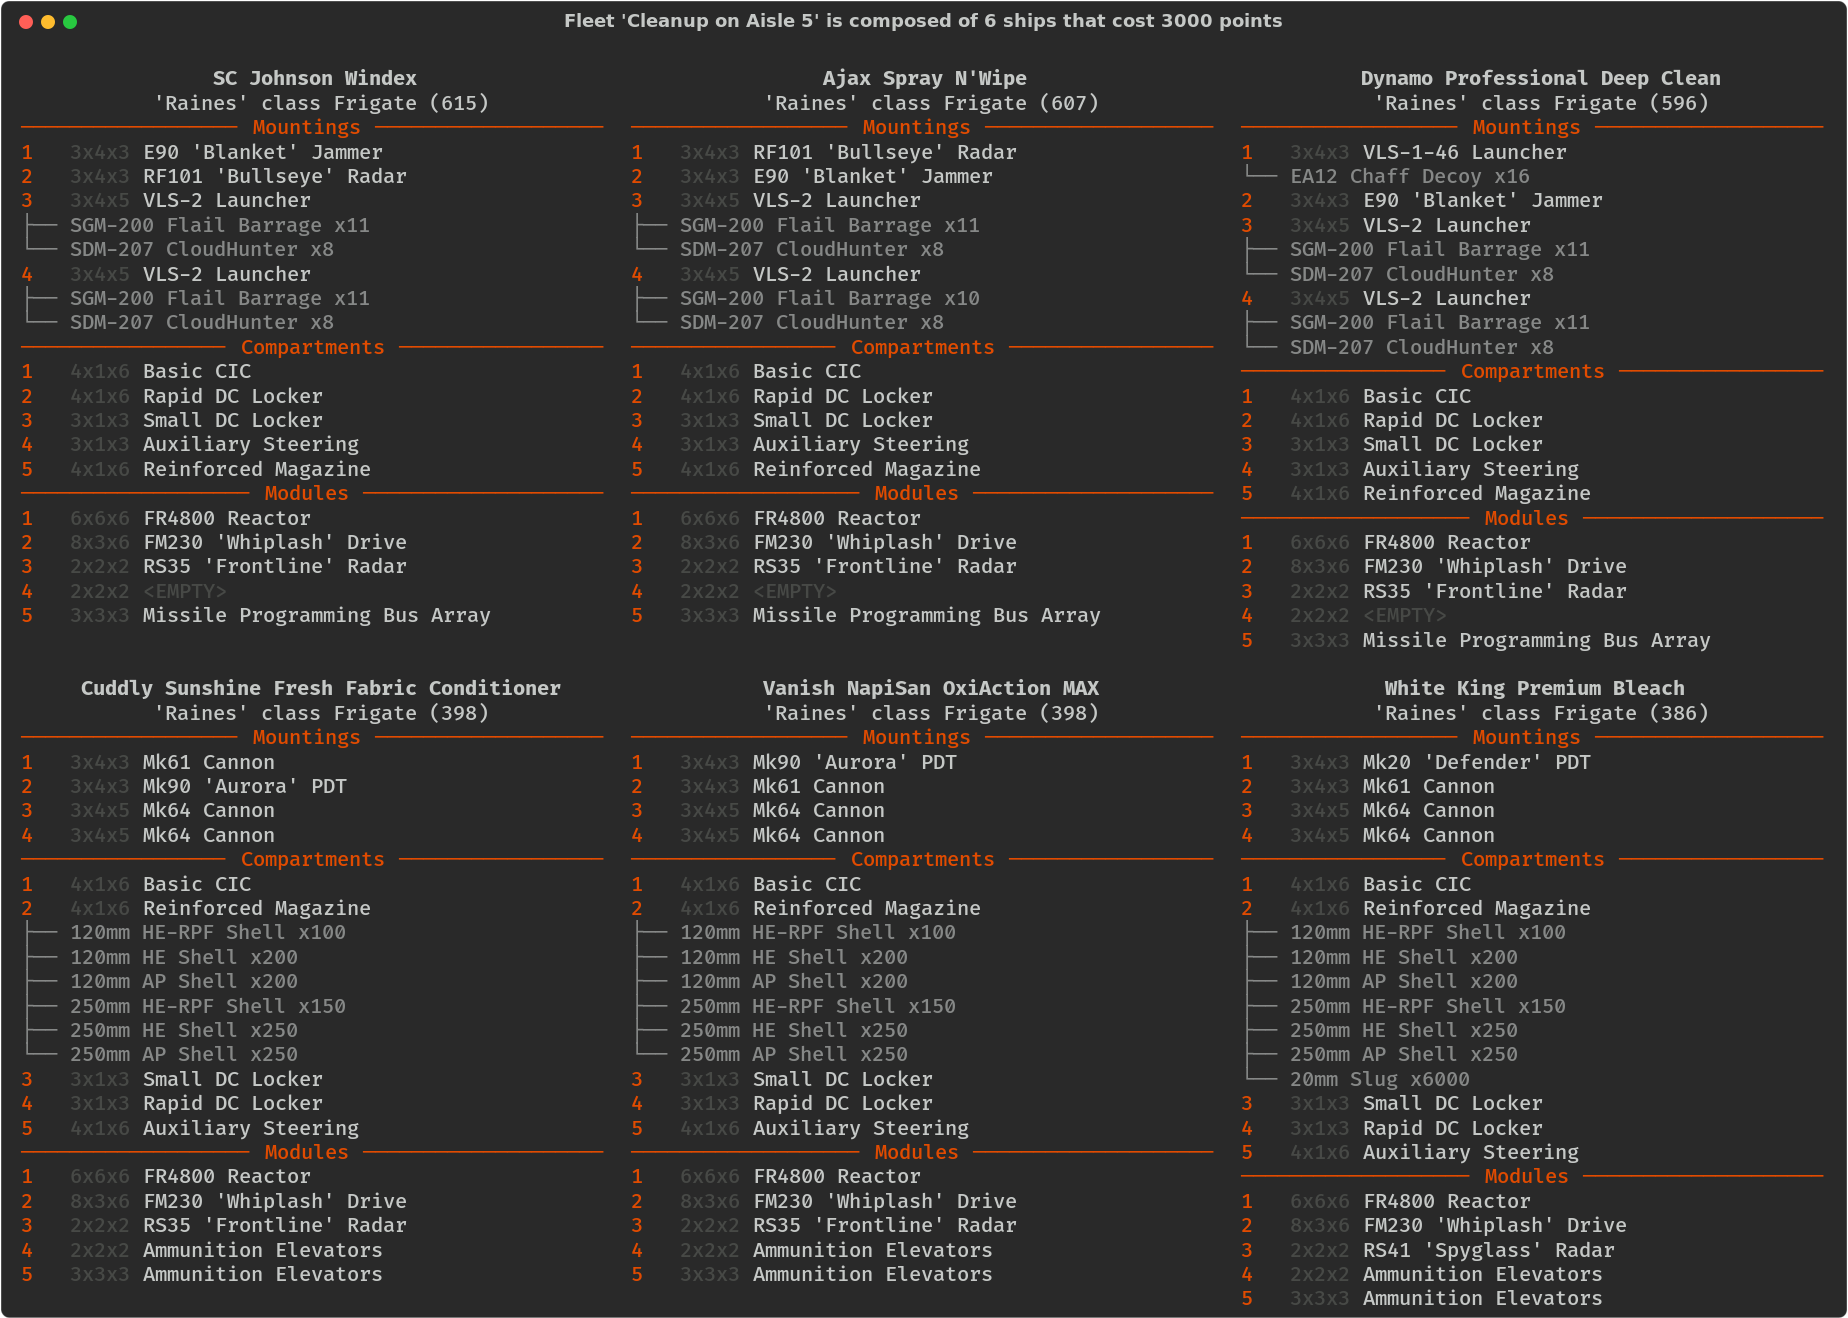 Fleet 'Cleanup on Aisle 5' is composed of 6 ships that cost 3000 points
SC Johnson Windex
'Raines' class Frigate (615)
Mountings
1 3x4x3 E90 'Blanket' Jammer
2 3x4x3 RF101 'Bullseye' Radar
3 3x4x5 VLS-2 Launcher
SGM-200 Flail Barrage x11
SDM-207 CloudHunter x8
4 3x4x5 VLS-2 Launcher
SGM-200 Flail Barrage x11
SDM-207 CloudHunter x8
Compartments
1 4x1x6 Basic CIC
2 4x1x6 Rapid DC Locker
3 3x1x3 Small DC Locker
4 3x1x3 Auxiliary Steering
5 4x1x6 Reinforced Magazine
Modules
1 6x6x6 FR4800 Reactor
2 8x3x6 FM230 'Whiplash' Drive
3 2x2x2 RS35 'Frontline' Radar
4 2x2x2 <EMPTY>
5 3x3x3 Missile Programming Bus Array
Ajax Spray N'Wipe
'Raines' class Frigate (607)
Mountings
1 3x4x3 RF101 'Bullseye' Radar
2 3x4x3 E90 'Blanket' Jammer
3 3x4x5 VLS-2 Launcher
SGM-200 Flail Barrage x11
SDM-207 CloudHunter x8
4 3x4x5 VLS-2 Launcher
SGM-200 Flail Barrage x10
SDM-207 CloudHunter x8
Compartments
1 4x1x6 Basic CIC
2 4x1x6 Rapid DC Locker
3 3x1x3 Small DC Locker
4 3x1x3 Auxiliary Steering
5 4x1x6 Reinforced Magazine
Modules
1 6x6x6 FR4800 Reactor
2 8x3x6 FM230 'Whiplash' Drive
3 2x2x2 RS35 'Frontline' Radar
4 2x2x2 <EMPTY>
5 3x3x3 Missile Programming Bus Array
Dynamo Professional Deep Clean
'Raines' class Frigate (596)
Mountings
1 3x4x3 VLS-1-46 Launcher
EA12 Chaff Decoy x16
2 3x4x3 E90 'Blanket' Jammer
3 3x4x5 VLS-2 Launcher
SGM-200 Flail Barrage x11
SDM-207 CloudHunter x8
4 3x4x5 VLS-2 Launcher
SGM-200 Flail Barrage x11
SDM-207 CloudHunter x8
Compartments
1 4x1x6 Basic CIC
2 4x1x6 Rapid DC Locker
3 3x1x3 Small DC Locker
4 3x1x3 Auxiliary Steering
5 4x1x6 Reinforced Magazine
Modules
1 6x6x6 FR4800 Reactor
2 8x3x6 FM230 'Whiplash' Drive
3 2x2x2 RS35 'Frontline' Radar
4 2x2x2 <EMPTY>
5 3x3x3 Missile Programming Bus Array
Cuddly Sunshine Fresh Fabric Conditioner
'Raines' class Frigate (398)
Mountings
1 3x4x3 Mk61 Cannon
2 3x4x3 Mk90 'Aurora' PDT
3 3x4x5 Mk64 Cannon
4 3x4x5 Mk64 Cannon
Compartments
1 4x1x6 Basic CIC
2 4x1x6 Reinforced Magazine
120mm HE-RPF Shell x100
120mm HE Shell x200
120mm AP Shell x200
250mm HE-RPF Shell x150
250mm HE Shell x250
250mm AP Shell x250
3 3x1x3 Small DC Locker
4 3x1x3 Rapid DC Locker
5 4x1x6 Auxiliary Steering
Modules
1 6x6x6 FR4800 Reactor
2 8x3x6 FM230 'Whiplash' Drive
3 2x2x2 RS35 'Frontline' Radar
4 2x2x2 Ammunition Elevators
5 3x3x3 Ammunition Elevators
Vanish NapiSan OxiAction MAX
'Raines' class Frigate (398)
Mountings
1 3x4x3 Mk90 'Aurora' PDT
2 3x4x3 Mk61 Cannon
3 3x4x5 Mk64 Cannon
4 3x4x5 Mk64 Cannon
Compartments
1 4x1x6 Basic CIC
2 4x1x6 Reinforced Magazine
120mm HE-RPF Shell x100
120mm HE Shell x200
120mm AP Shell x200
250mm HE-RPF Shell x150
250mm HE Shell x250
250mm AP Shell x250
3 3x1x3 Small DC Locker
4 3x1x3 Rapid DC Locker
5 4x1x6 Auxiliary Steering
Modules
1 6x6x6 FR4800 Reactor
2 8x3x6 FM230 'Whiplash' Drive
3 2x2x2 RS35 'Frontline' Radar
4 2x2x2 Ammunition Elevators
5 3x3x3 Ammunition Elevators
White King Premium Bleach
'Raines' class Frigate (386)
Mountings
1 3x4x3 Mk20 'Defender' PDT
2 3x4x3 Mk61 Cannon
3 3x4x5 Mk64 Cannon
4 3x4x5 Mk64 Cannon
Compartments
1 4x1x6 Basic CIC
2 4x1x6 Reinforced Magazine
120mm HE-RPF Shell x100
120mm HE Shell x200
120mm AP Shell x200
250mm HE-RPF Shell x150
250mm HE Shell x250
250mm AP Shell x250
20mm Slug x6000
3 3x1x3 Small DC Locker
4 3x1x3 Rapid DC Locker
5 4x1x6 Auxiliary Steering
Modules
1 6x6x6 FR4800 Reactor
2 8x3x6 FM230 'Whiplash' Drive
3 2x2x2 RS41 'Spyglass' Radar
4 2x2x2 Ammunition Elevators
5 3x3x3 Ammunition Elevators